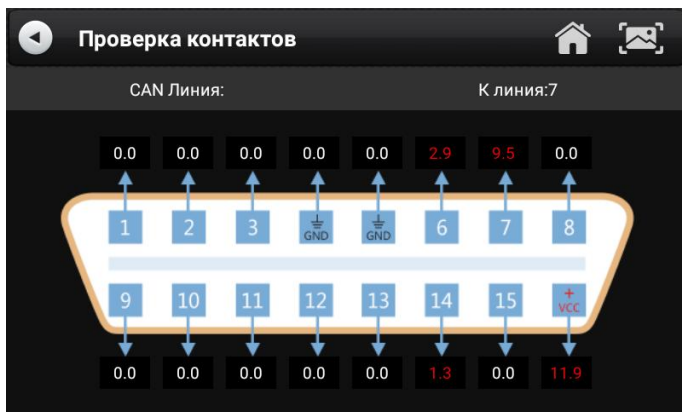 Проверка контактов
CAN Линия: К линия:7
0.0 0.0 0.0 0.0 0.0 2.9 9.5 0.0
1 2 3 GND GND 6 7 8
9 10 11 12 13 14 15 + VCC
0.0 0.0 0.0 0.0 0.0 1.3 0.0 11.9